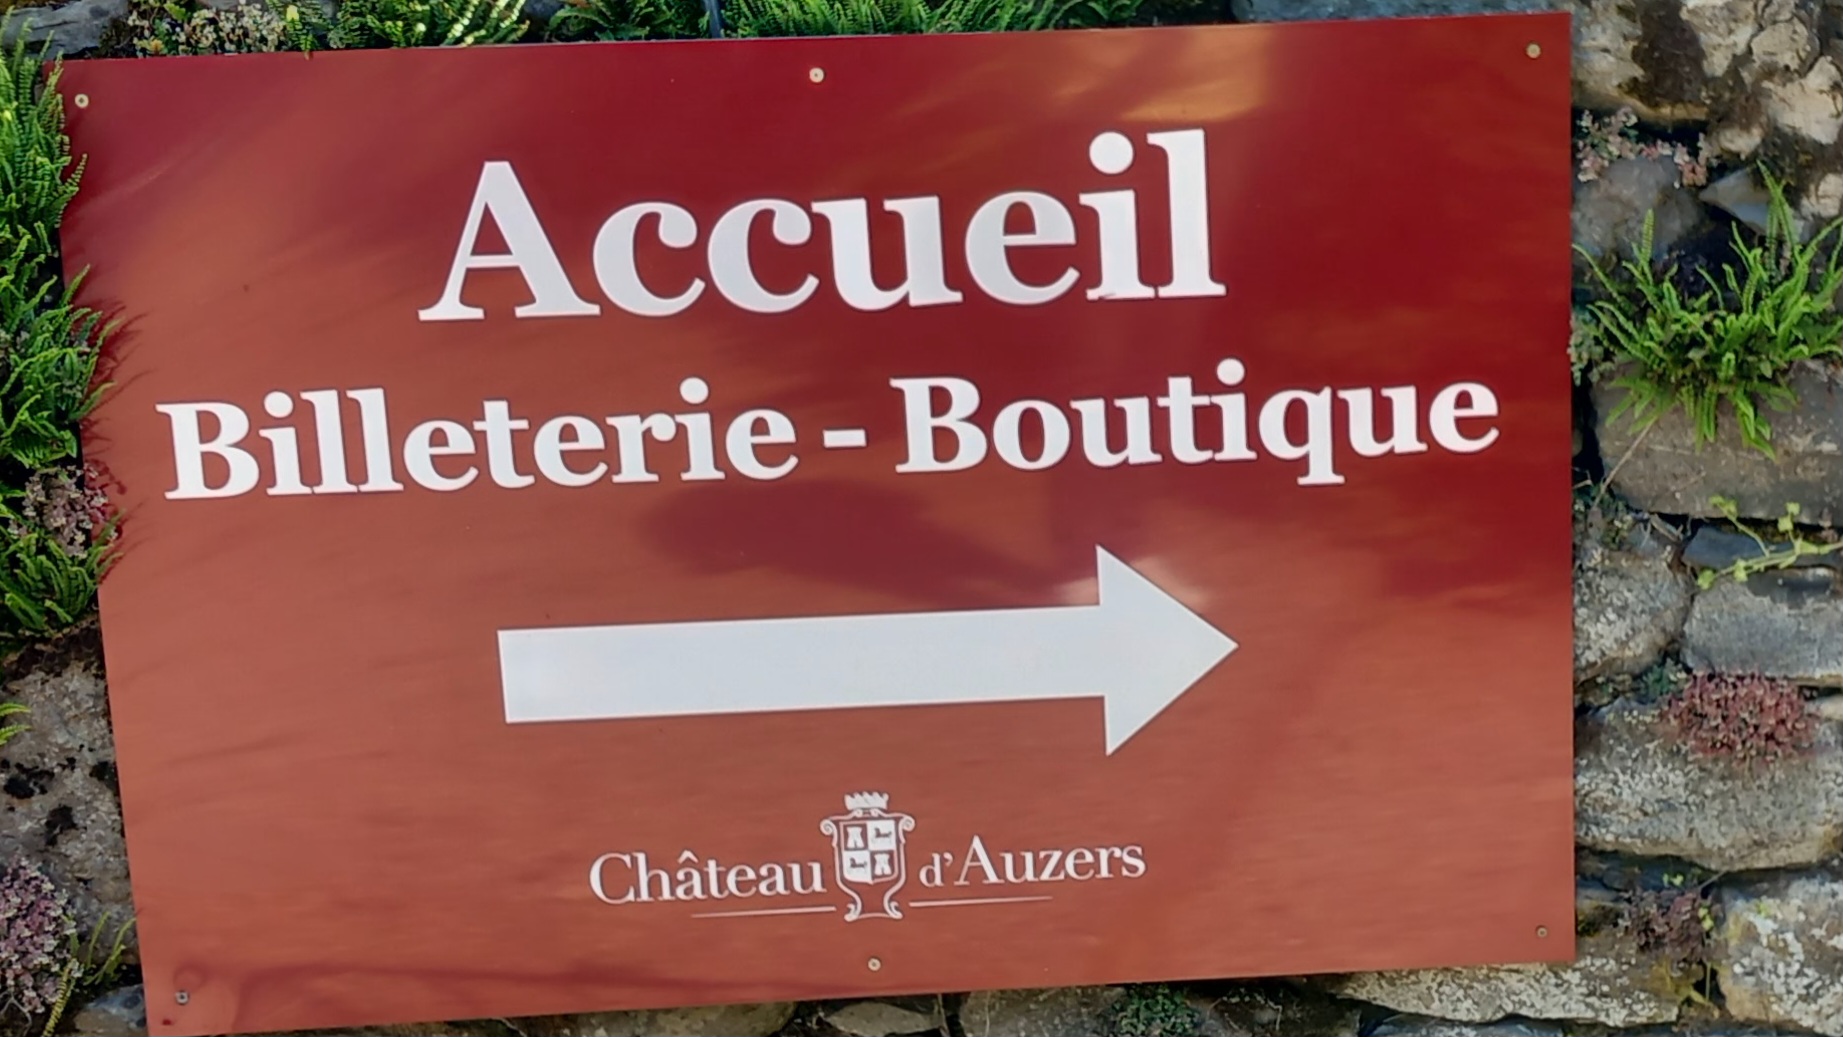 Accueil
Billeterie - Boutique
Château d'Auzers